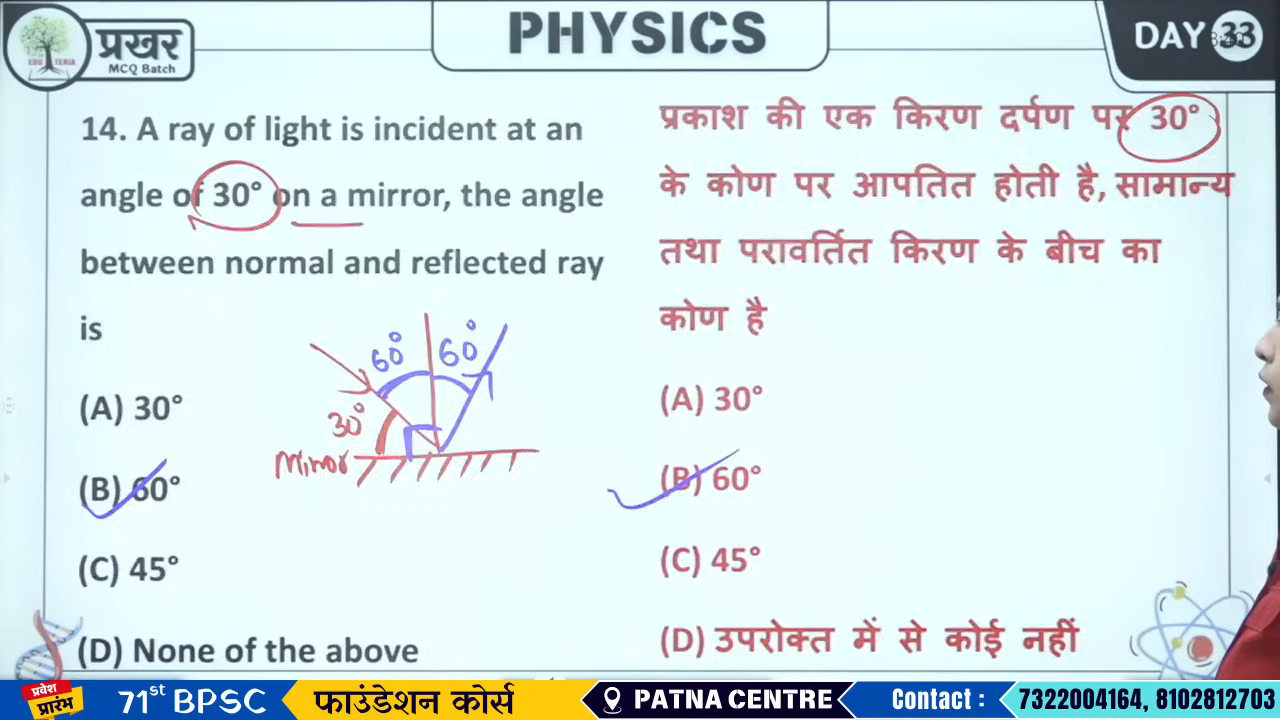 EDU TERIA
प्रखर
MCQ Batch
PHYSICS
DAY 33
14. A ray of light is incident at an
angle of 30° on a mirror, the angle
between normal and reflected ray
is
(A) 30°
(B) 60°
(C) 45°
(D) None of the above
60° 60°
30°
Mirror
प्रकाश की एक किरण दर्पण पर 30°
के कोण पर आपतित होती है, सामान्य
तथा परावर्तित किरण के बीच का
कोण है
(A) 30°
(B) 60°
(C) 45°
(D) उपरोक्त में से कोई नहीं
प्रवेश
प्रारंभ
71st BPSC
फाउंडेशन कोर्स
PATNA CENTRE
Contact :
7322004164, 8102812703